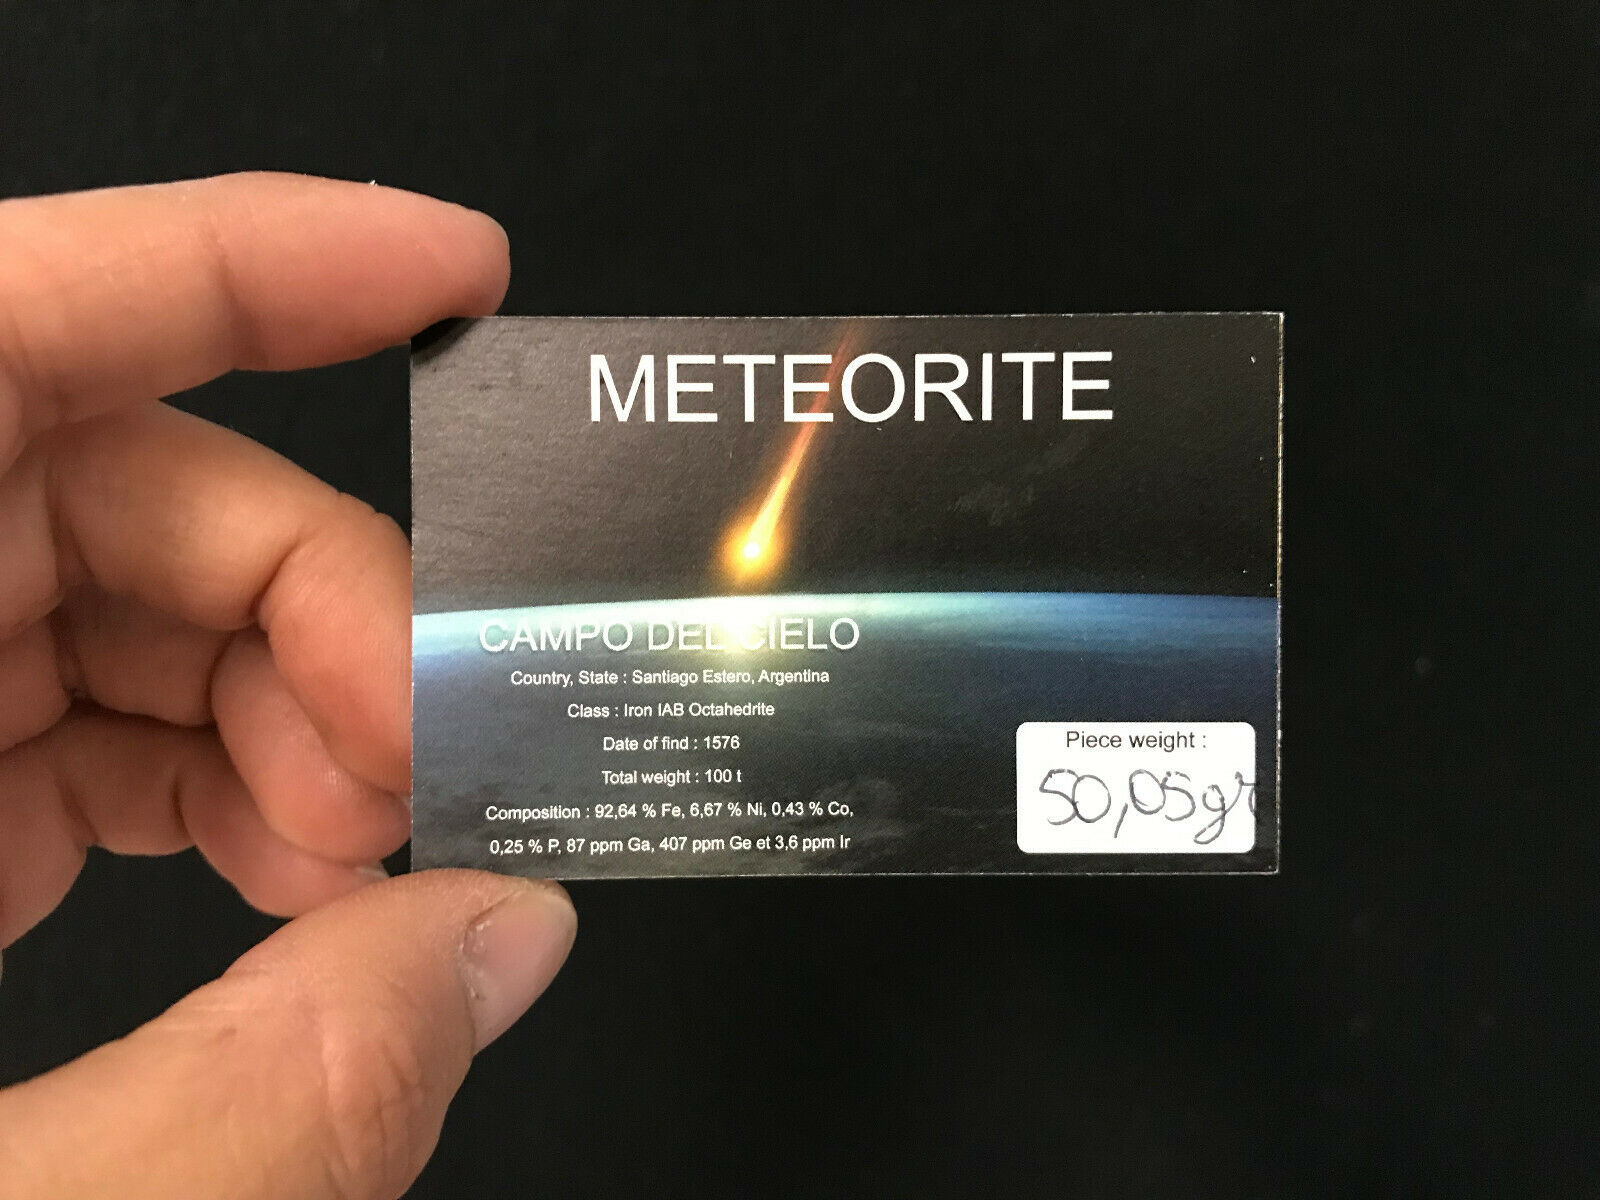 METEORITE
CAMPO DEL CIELO
Country, State : Santiago Estero, Argentina
Class : Iron IAB Octahedrite
Date of find : 1576
Total weight : 100 t
Composition : 92,64 % Fe, 6,67 % Ni, 0,43 % Co,
0,25 % P, 87 ppm Ga, 407 ppm Ge et 3,6 ppm Ir
Piece weight :
50,05gr